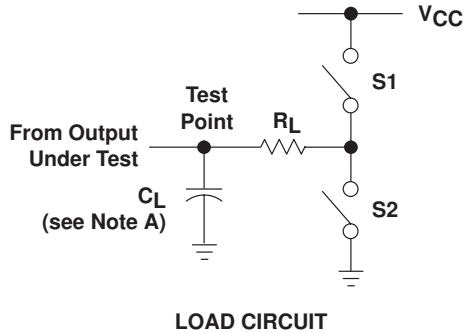 VCC
S1
Test
Point
RL
From Output
Under Test
CL
(see Note A)
S2
LOAD CIRCUIT